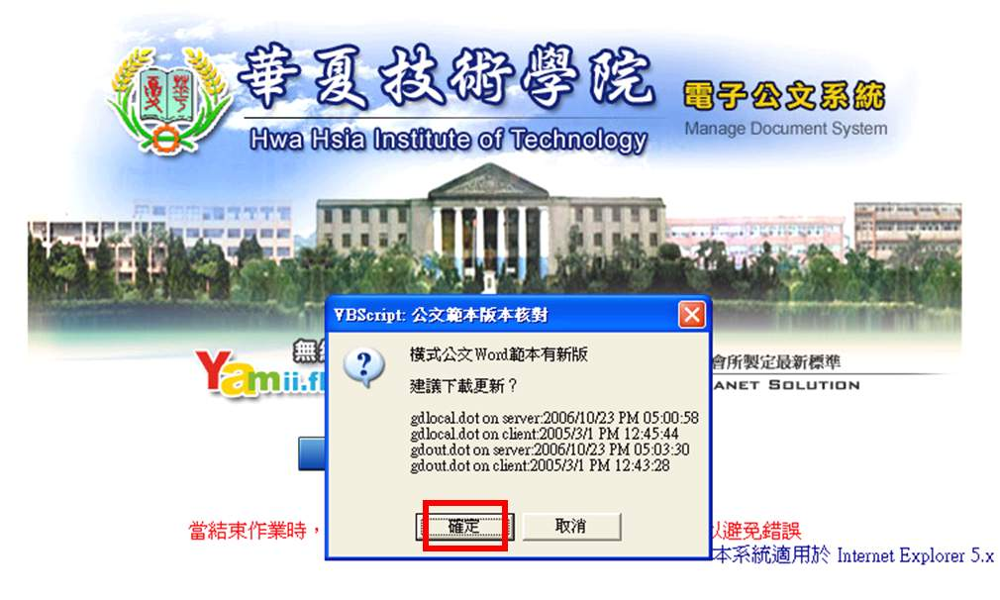 華夏技術學院
Hwa Hsia Institute of Technology
電子公文系統
Manage Document System
VBScript: 公文範本版本核對
橫式公文Word範本有新版
建議下載更新？
gdlocal.dot on server:2006/10/23 PM 05:00:58
gdlocal.dot on client:2005/3/1 PM 12:45:44
gdout.dot on server:2006/10/23 PM 05:03:30
gdout.dot on client:2005/3/1 PM 12:43:28
確定
取消
Yamii.fl
會所製定最新標準
ANET SOLUTION
當結束作業時，
以避免錯誤
本系統適用於 Internet Explorer 5.x